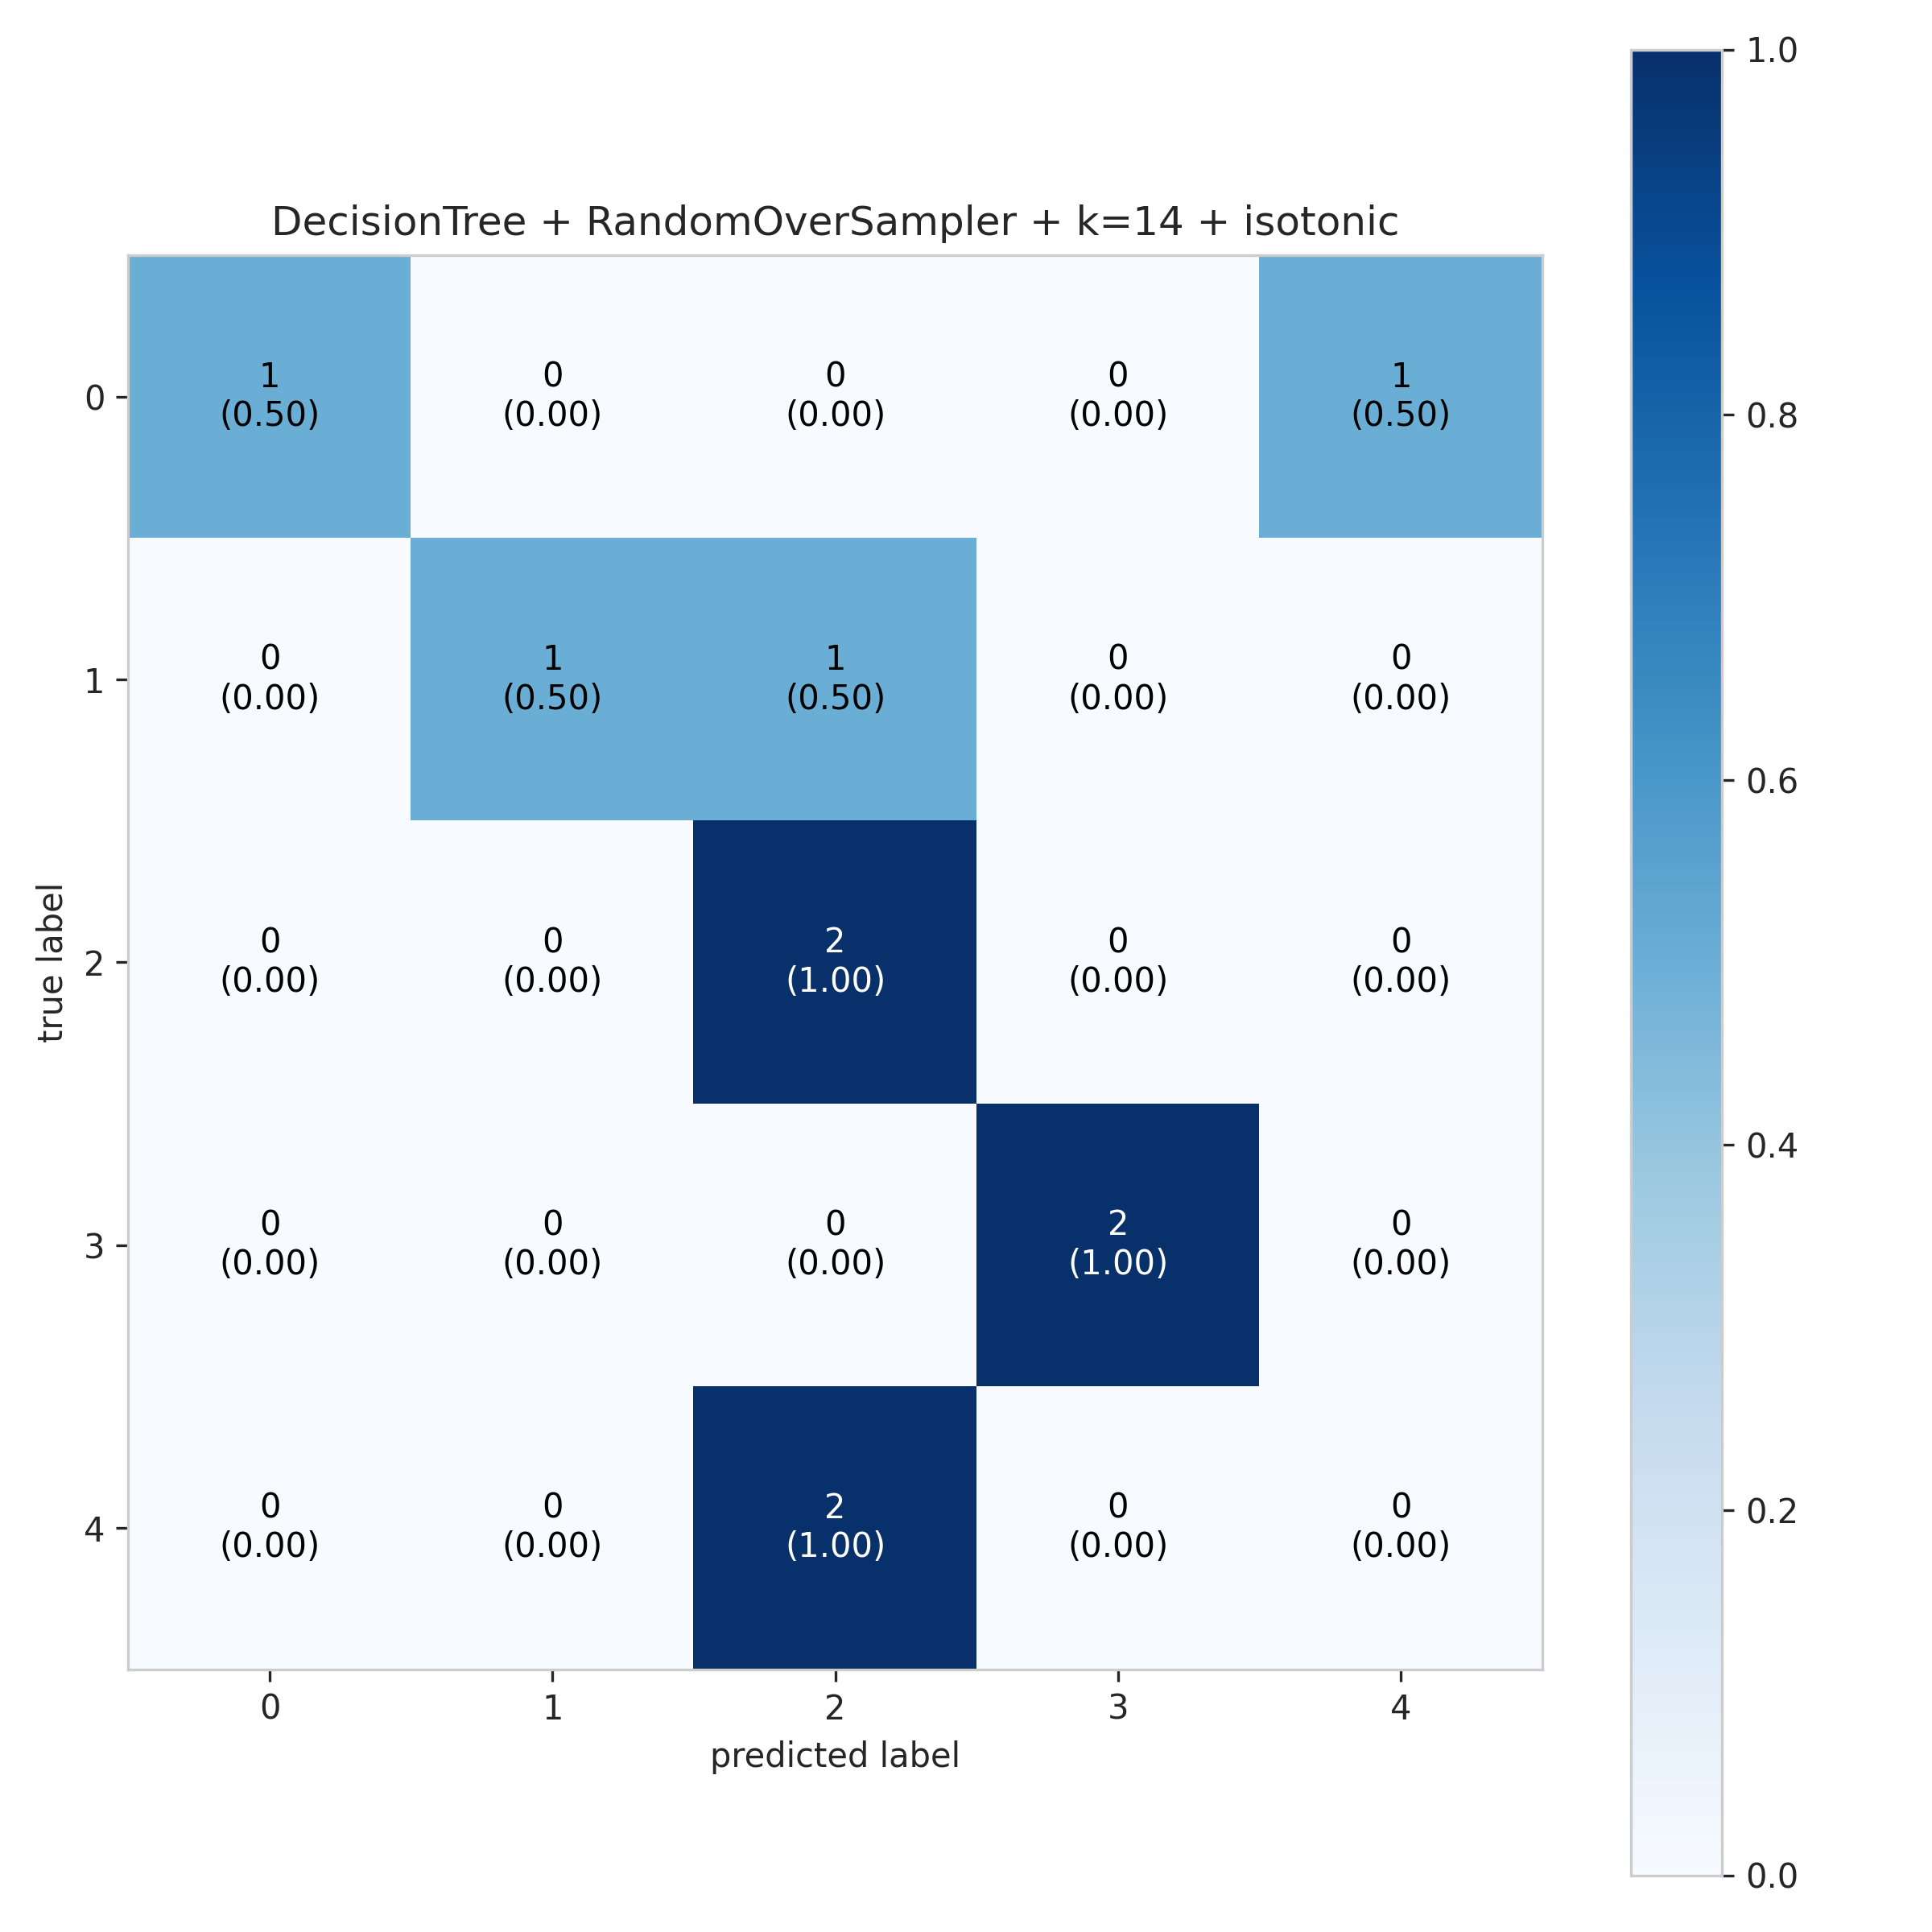 DecisionTree + RandomOverSampler + k=14 + isotonic
1.0
0.8
0.6
0.4
0.2
0.0
true label
0
1
2
3
4
1 0 0 0 1
(0.50) (0.00) (0.00) (0.00) (0.50)
0 1 1 0 0
(0.00) (0.50) (0.50) (0.00) (0.00)
0 0 2 0 0
(0.00) (0.00) (1.00) (0.00) (0.00)
0 0 0 2 0
(0.00) (0.00) (0.00) (1.00) (0.00)
0 0 2 0 0
(0.00) (0.00) (1.00) (0.00) (0.00)
0 1 2 3 4
predicted label